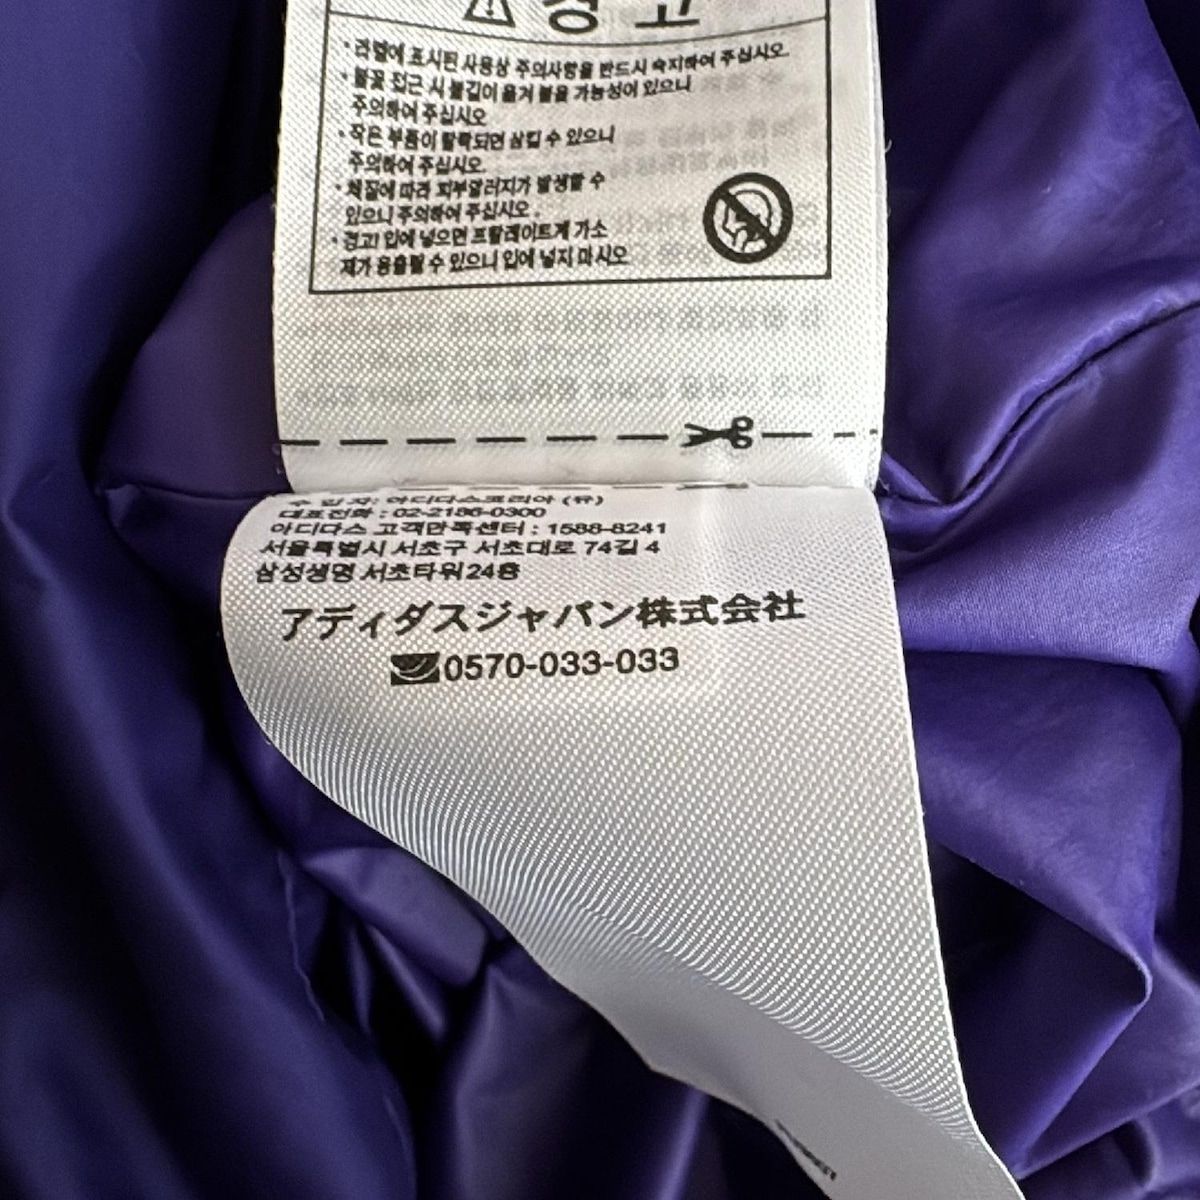 경고
· 라벨에 표시된 사용상 주의사항을 반드시 숙지하여 주십시오.
· 불꽃 접근 시 불길이 옮겨 붙을 가능성이 있으니
주의하여 주십시오
· 작은 부품이 탈락되면 삼킬 수 있으니
주의하여 주십시오.
· 체질에 따라 피부알러지가 발생할 수
있으니 주의하여 주십시오.
· 경고! 입에 넣으면 프탈레이트계 가소
제가 용출될 수 있으니 입에 넣지 마시오
수 입 자: 아디다스코리아 (유)
대표전화 : 02-2186-0300
아디다스 고객만족센터 : 1588-8241
서울특별시 서초구 서초대로 74길 4
삼성생명 서초타워24층
アディダスジャパン株式会社
0570-033-033